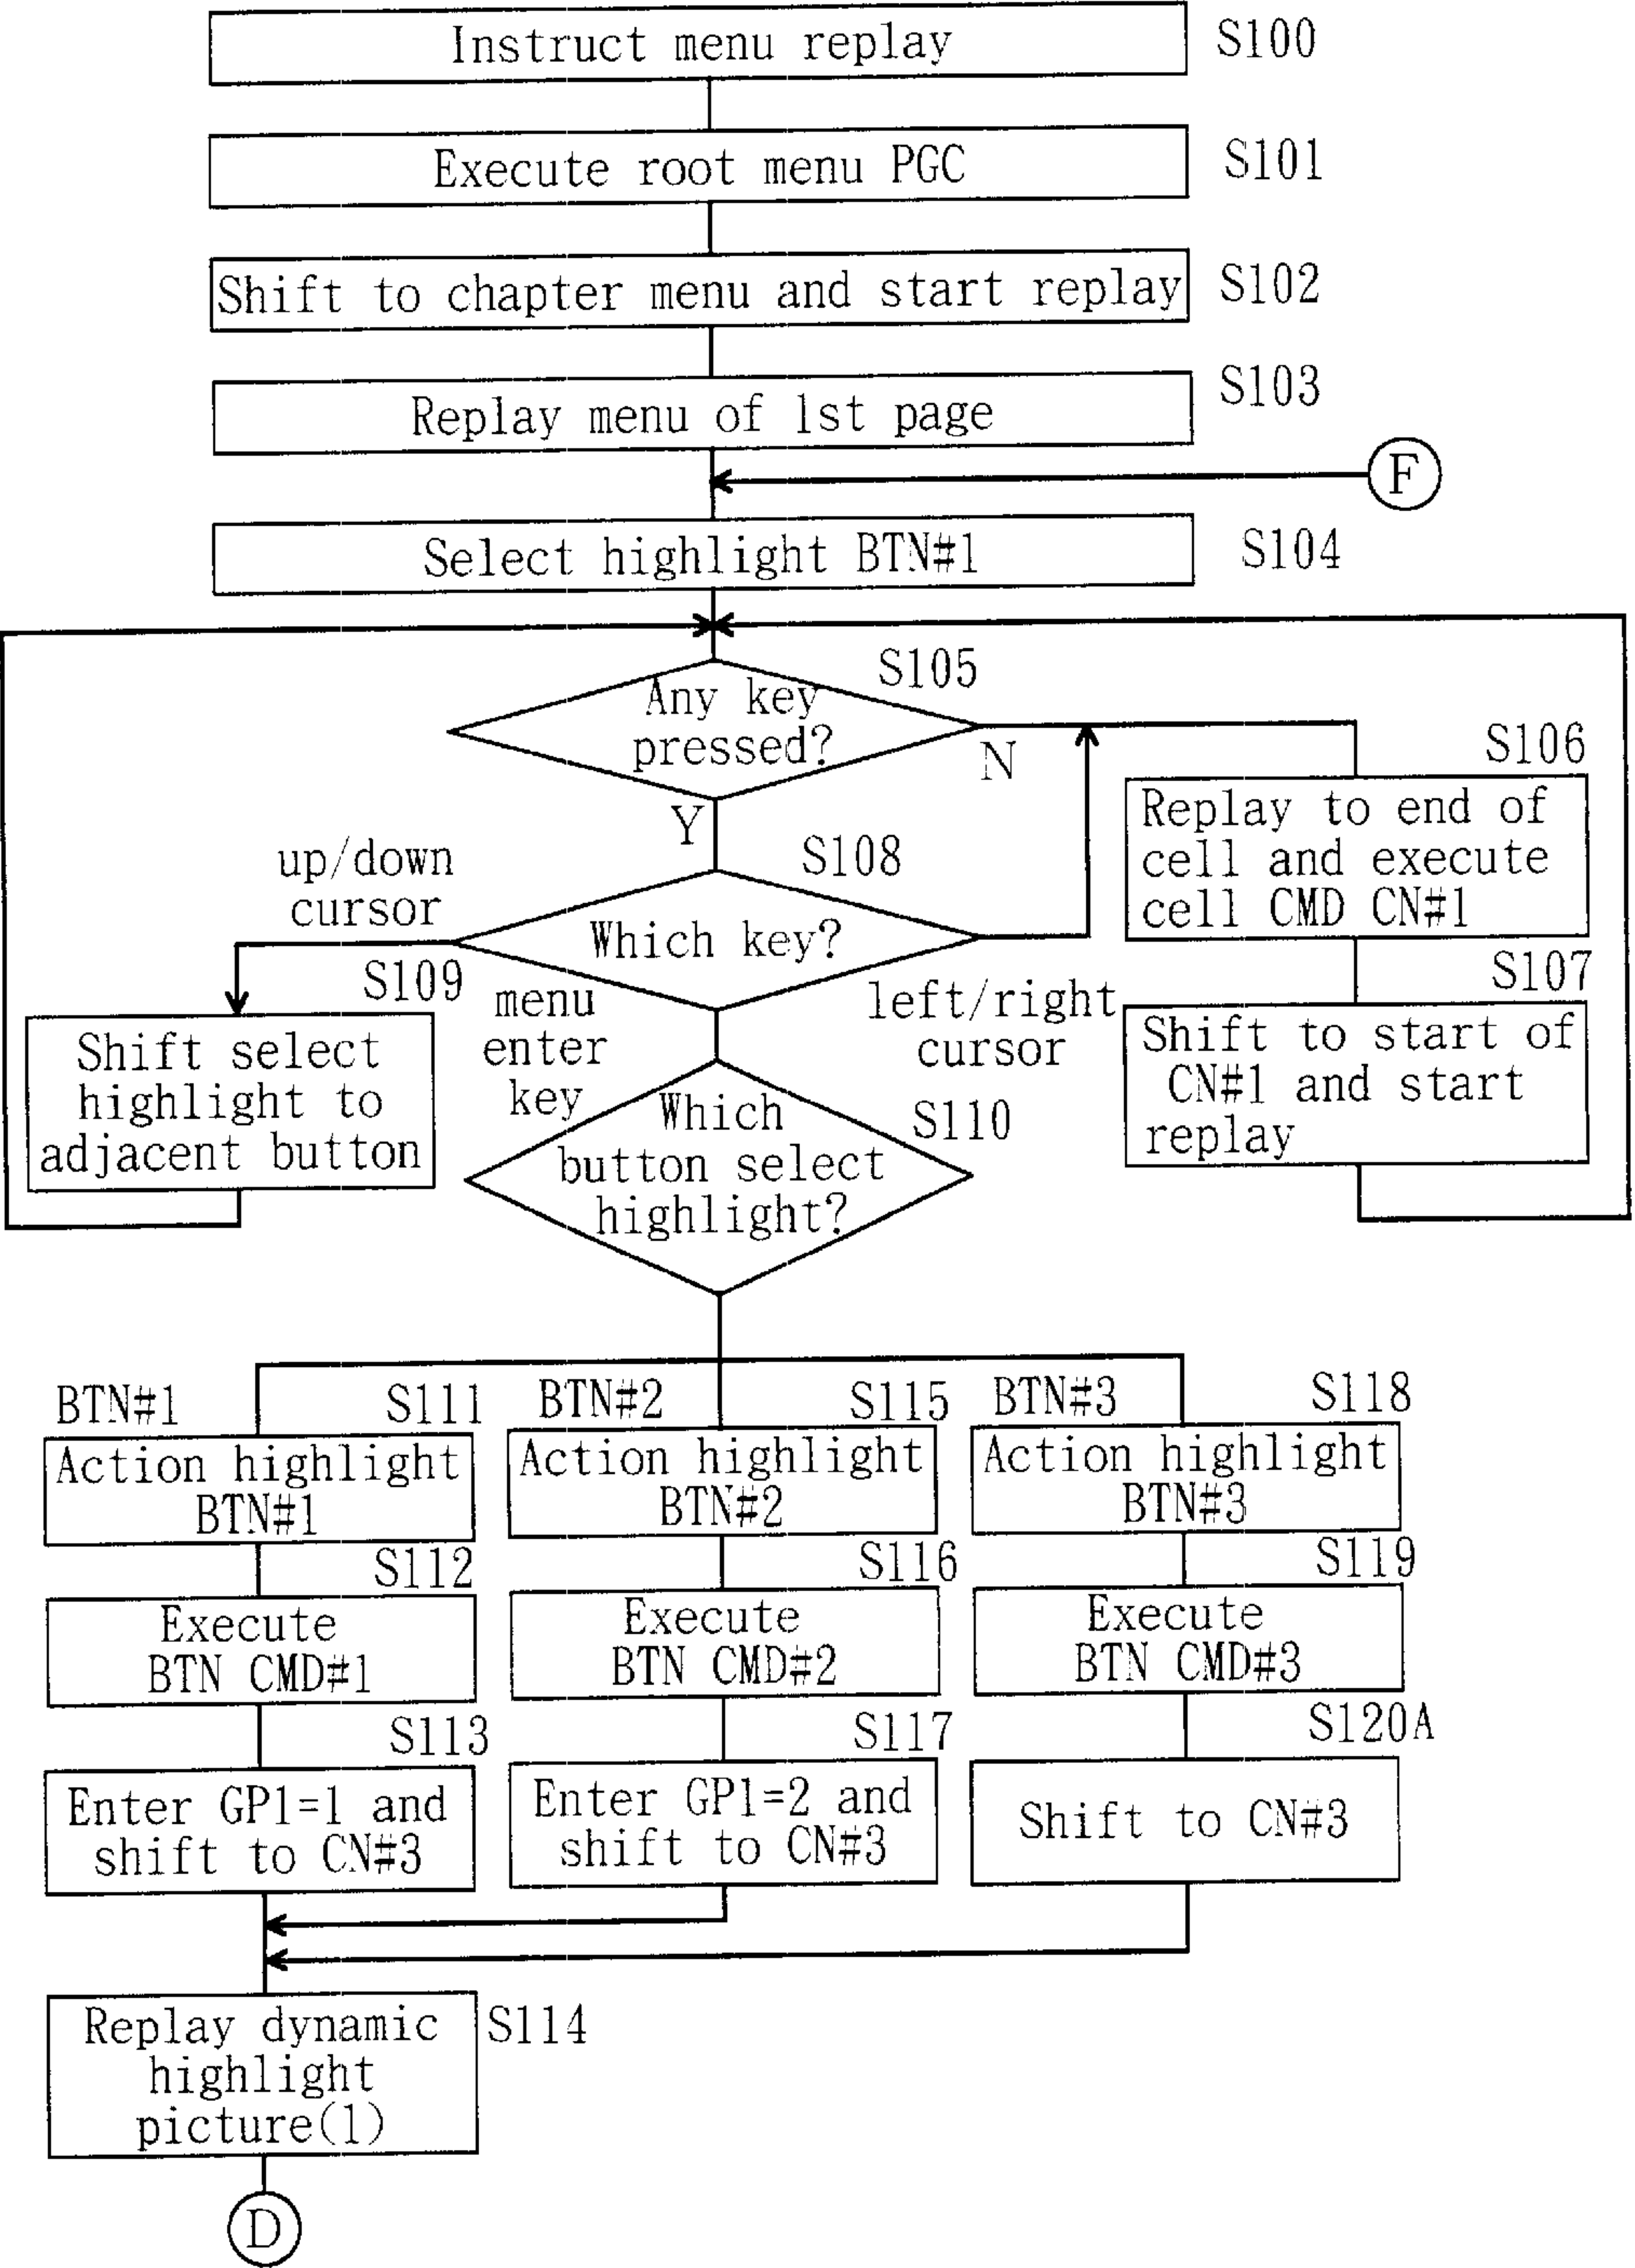 Instruct menu replay
S100
Execute root menu PGC
S101
Shift to chapter menu and start replay
S102
Replay menu of 1st page
S103
F
Select highlight BTN#1
S104
S105
Any key
pressed?
N
Y
S106
Replay to end of
cell and execute
cell CMD CN#1
up/down
cursor
S108
Which key?
S109
menu
enter
key
left/right
cursor
S107
Shift to start of
CN#1 and start
replay
Shift select
highlight to
adjacent button
S110
Which
button select
highlight?
BTN#1
S111
Action highlight
BTN#1
S112
Execute
BTN CMD#1
S113
Enter GP1=1 and
shift to CN#3
BTN#2
S115
Action highlight
BTN#2
S116
Execute
BTN CMD#2
S117
Enter GP1=2 and
shift to CN#3
BTN#3
S118
Action highlight
BTN#3
S119
Execute
BTN CMD#3
S120A
Shift to CN#3
Replay dynamic
highlight
picture(1)
S114
D